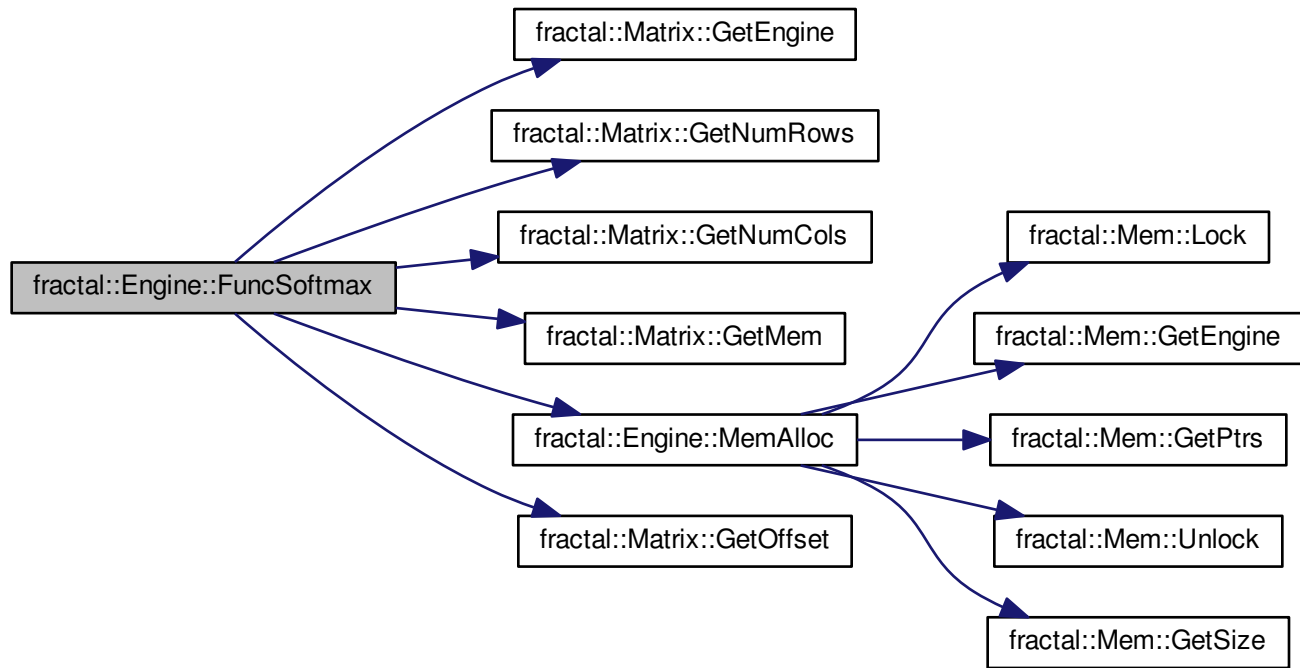 fractal::Matrix::GetEngine
fractal::Matrix::GetNumRows
fractal::Matrix::GetNumCols
fractal::Mem::Lock
fractal::Engine::FuncSoftmax
fractal::Matrix::GetMem
fractal::Mem::GetEngine
fractal::Engine::MemAlloc
fractal::Mem::GetPtrs
fractal::Matrix::GetOffset
fractal::Mem::Unlock
fractal::Mem::GetSize